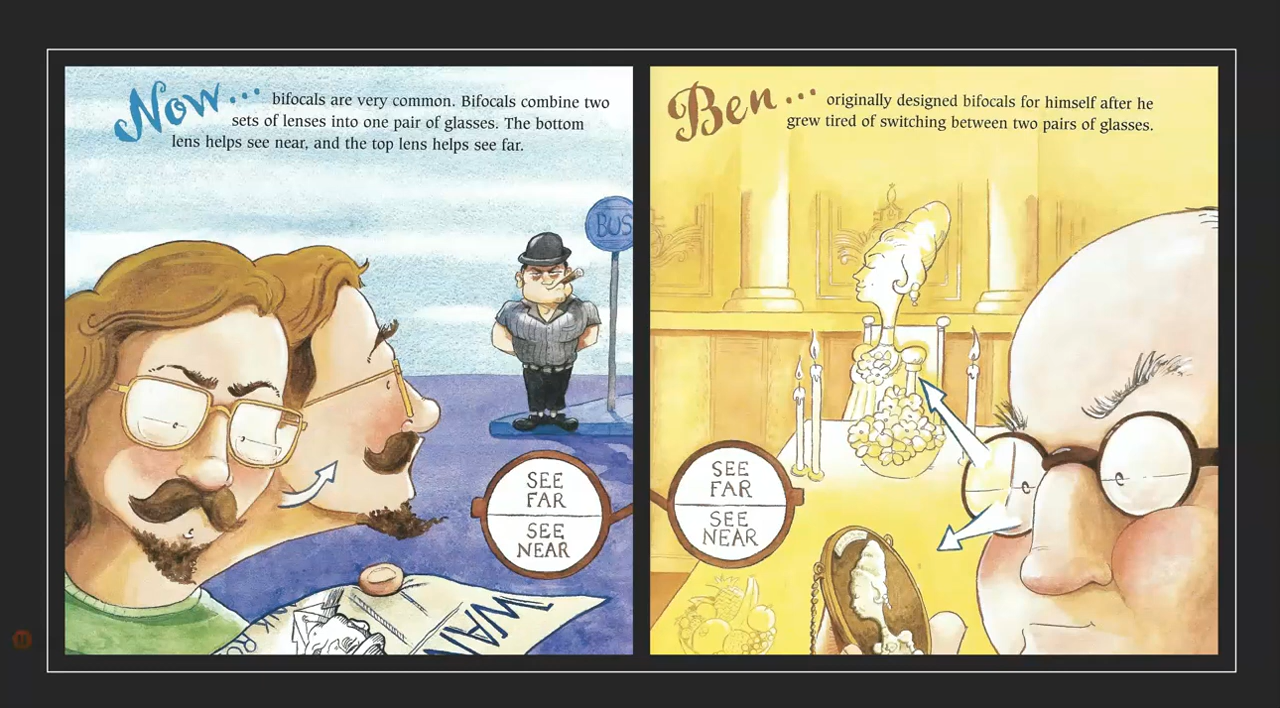 Now... bifocals are very common. Bifocals combine two
sets of lenses into one pair of glasses. The bottom
lens helps see near, and the top lens helps see far.
BUS
SEE
FAR
SEE
NEAR
WAN
Ben... originally designed bifocals for himself after he
grew tired of switching between two pairs of glasses.
SEE
FAR
SEE
NEAR